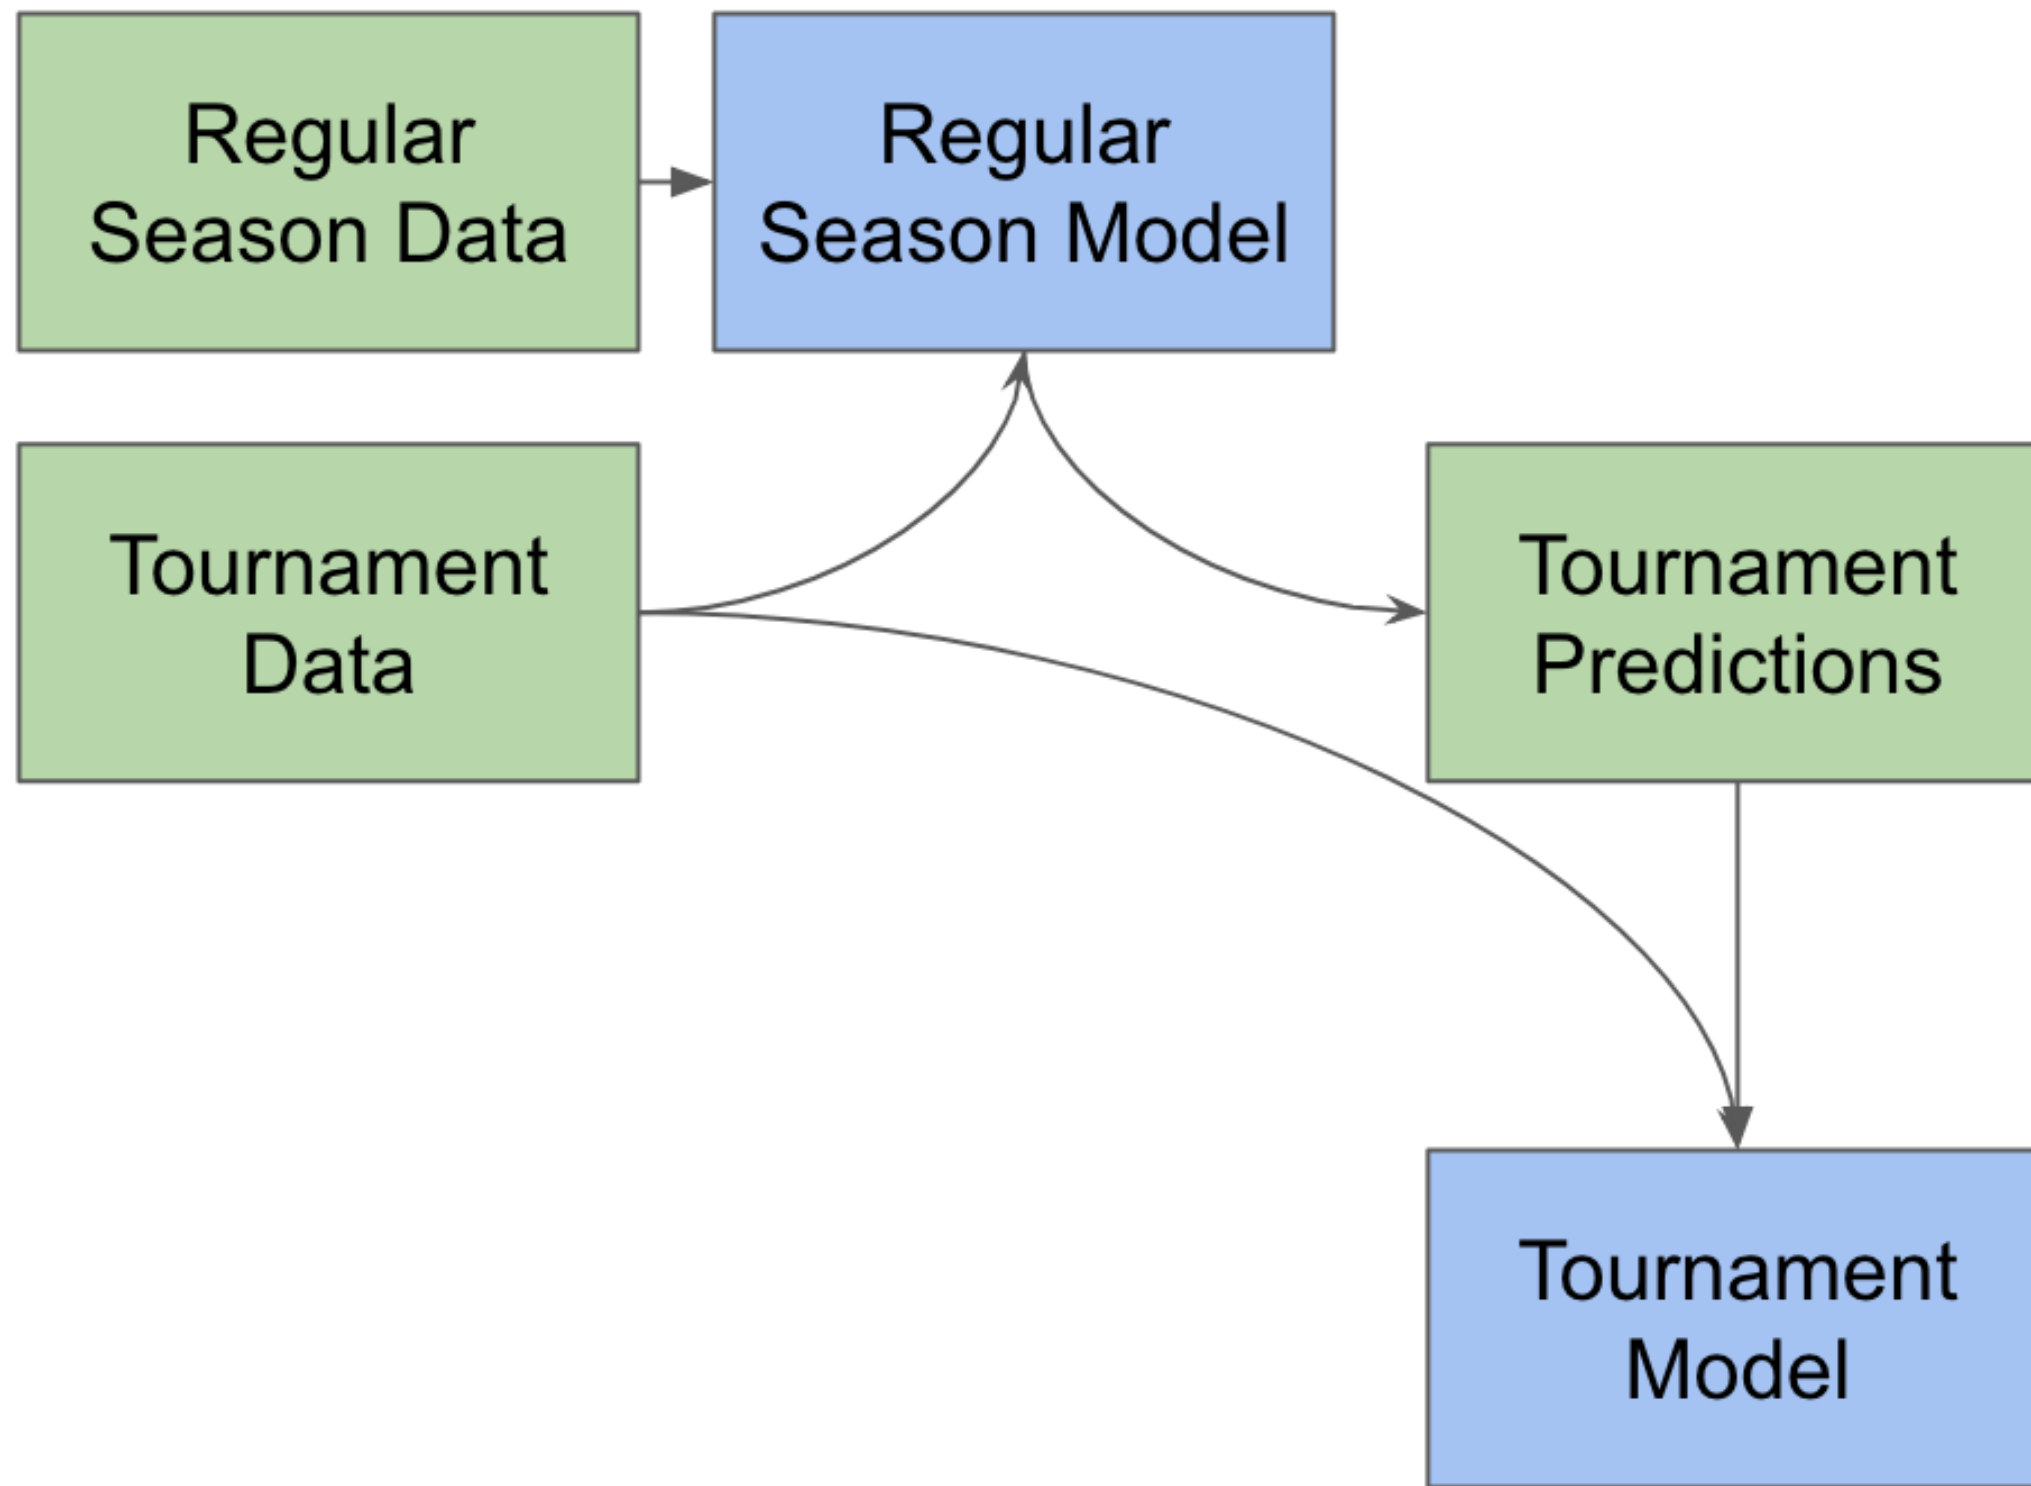 Regular
Season Data
Regular
Season Model
Tournament
Data
Tournament
Predictions
Tournament
Model